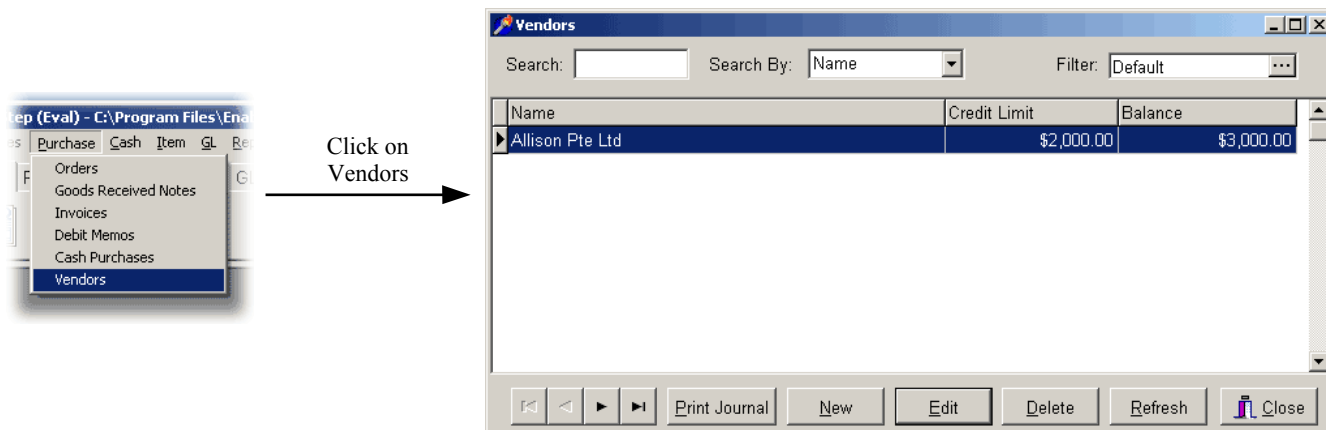 tep (Eval) - C:\Program Files\Ena
es Purchase Cash Item GL Rep
Orders
Goods Received Notes
Invoices
Debit Memos
Cash Purchases
Vendors
Click on
Vendors
Vendors
Search: Search By: Name Filter: Default ...
Name Credit Limit Balance
Allison Pte Ltd $2,000.00 $3,000.00
Print Journal New Edit Delete Refresh Close